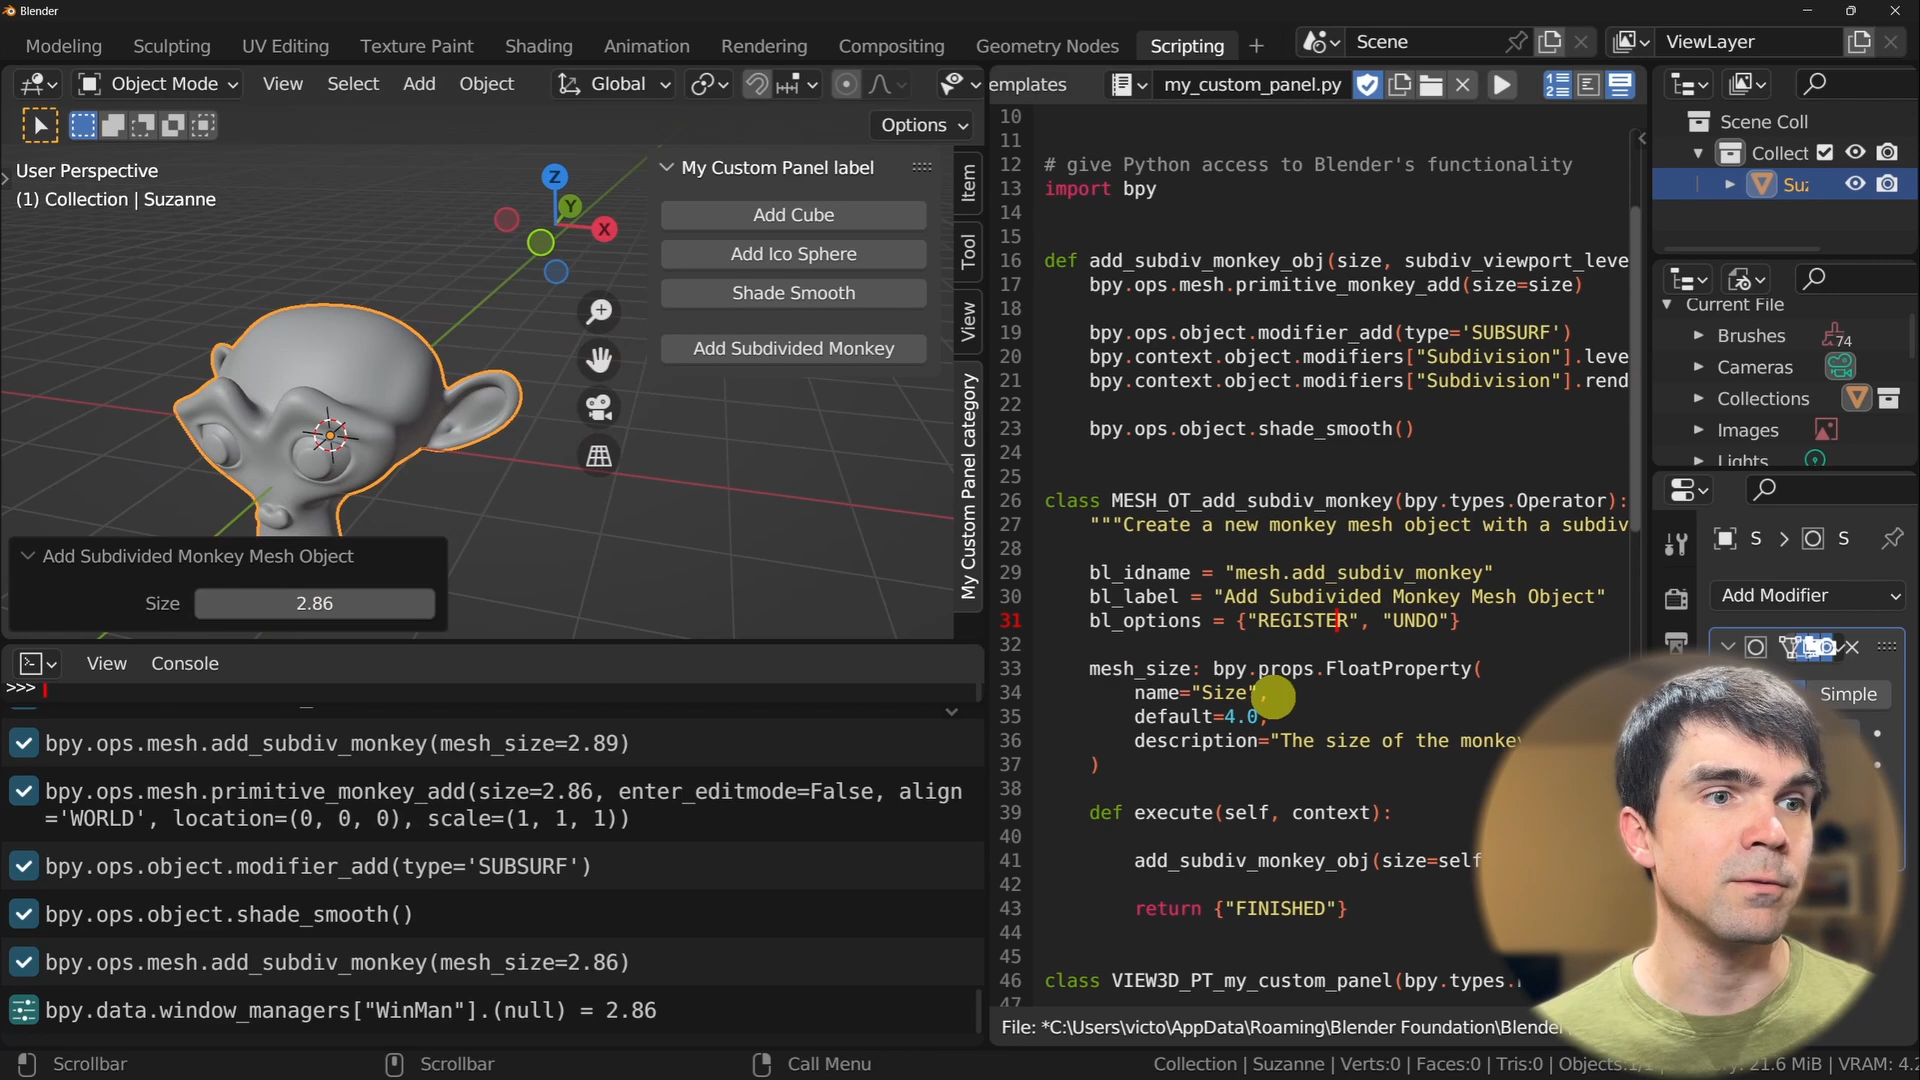 Blender
Modeling Sculpting UV Editing Texture Paint Shading Animation Rendering Compositing Geometry Nodes Scripting + Scene ViewLayer
Object Mode View Select Add Object Global
Options
User Perspective
(1) Collection | Suzanne
Z
Y
X
My Custom Panel label
Add Cube
Add Ico Sphere
Shade Smooth
Add Subdivided Monkey
Item
Tool
View
My Custom Panel category
Add Subdivided Monkey Mesh Object
Size 2.86
View Console
>>>
bpy.ops.mesh.add_subdiv_monkey(mesh_size=2.89)
bpy.ops.mesh.primitive_monkey_add(size=2.86, enter_editmode=False, align
='WORLD', location=(0, 0, 0), scale=(1, 1, 1))
bpy.ops.object.modifier_add(type='SUBSURF')
bpy.ops.object.shade_smooth()
bpy.ops.mesh.add_subdiv_monkey(mesh_size=2.86)
bpy.data.window_managers["WinMan"].(null) = 2.86
emplates my_custom_panel.py
10
11
12 # give Python access to Blender's functionality
13 import bpy
14
15
16 def add_subdiv_monkey_obj(size, subdiv_viewport_leve
17 bpy.ops.mesh.primitive_monkey_add(size=size)
18
19 bpy.ops.object.modifier_add(type='SUBSURF')
20 bpy.context.object.modifiers["Subdivision"].leve
21 bpy.context.object.modifiers["Subdivision"].rend
22
23 bpy.ops.object.shade_smooth()
24
25
26 class MESH_OT_add_subdiv_monkey(bpy.types.Operator):
27 """Create a new monkey mesh object with a subdiv
28
29 bl_idname = "mesh.add_subdiv_monkey"
30 bl_label = "Add Subdivided Monkey Mesh Object"
31 bl_options = {"REGISTER", "UNDO"}
32
33 mesh_size: bpy.props.FloatProperty(
34 name="Size",
35 default=4.0,
36 description="The size of the monkey
37 )
38
39 def execute(self, context):
40
41 add_subdiv_monkey_obj(size=self
42
43 return {"FINISHED"}
44
45
46 class VIEW3D_PT_my_custom_panel(bpy.types.
47
File: *C:\Users\victo\AppData\Roaming\Blender Foundation\Blender
Scene Coll
Collect
Suz
Current File
Brushes 74
Cameras
Collections
Images
Lights
S > S
Add Modifier
Simple
Scrollbar Scrollbar Call Menu Collection | Suzanne | Verts:0 | Faces:0 | Tris:0 | Objects:1/1 21.6 MiB | VRAM: 4.2